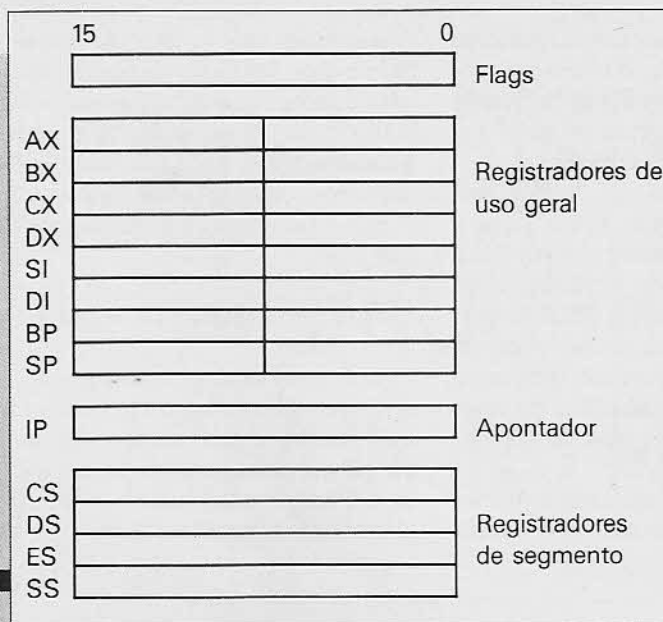 15 0
Flags
AX
BX
CX
DX
SI
DI
BP
SP
Registradores de
uso geral
IP
Apontador
CS
DS
ES
SS
Registradores
de segmento